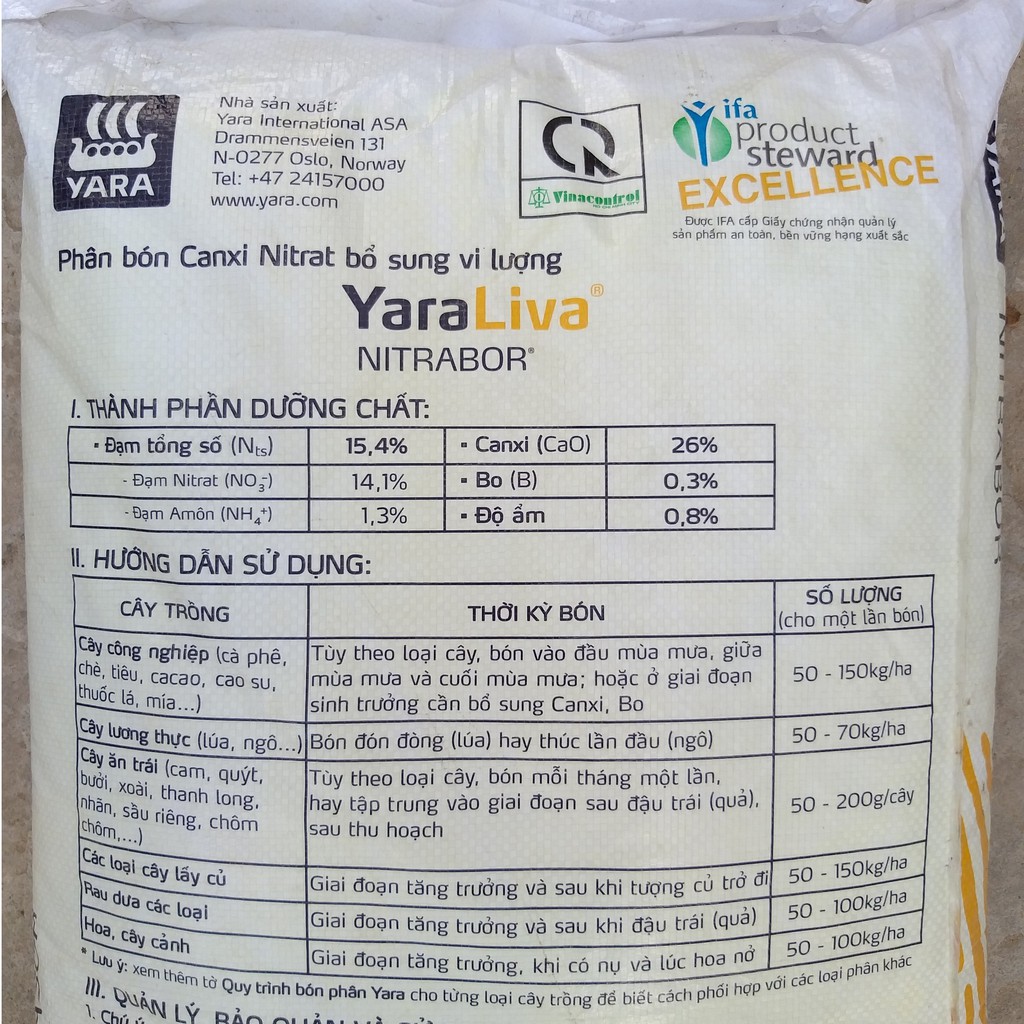 YARA
Nhà sản xuất:
Yara International ASA
Drammensveien 131
N-0277 Oslo, Norway
Tel: +47 24157000
www.yara.com
CR
Vinacontrol
ifa
product
steward
EXCELLENCE
Được IFA cấp Giấy chứng nhận quản lý
sản phẩm an toàn, bền vững hạng xuất sắc
Phân bón Canxi Nitrat bổ sung vi lượng
YaraLiva®
NITRABOR®
I. THÀNH PHẦN DƯỠNG CHẤT:
▪ Đạm tổng số (Nts) 15,4% ▪ Canxi (CaO) 26%
- Đạm Nitrat (NO₃⁻) 14,1% ▪ Bo (B) 0,3%
- Đạm Amôn (NH₄⁺) 1,3% ▪ Độ ẩm 0,8%
II. HƯỚNG DẪN SỬ DỤNG:
CÂY TRỒNG
THỜI KỲ BÓN
SỐ LƯỢNG
(cho một lần bón)
Cây công nghiệp (cà phê,
chè, tiêu, cacao, cao su,
thuốc lá, mía...)
Tùy theo loại cây, bón vào đầu mùa mưa, giữa
mùa mưa và cuối mùa mưa; hoặc ở giai đoạn
sinh trưởng cần bổ sung Canxi, Bo
50 - 150kg/ha
Cây lương thực (lúa, ngô...)
Bón đón đòng (lúa) hay thúc lần đầu (ngô)
50 - 70kg/ha
Cây ăn trái (cam, quýt,
bưởi, xoài, thanh long,
nhãn, sầu riêng, chôm
chôm,...)
Tùy theo loại cây, bón mỗi tháng một lần,
hay tập trung vào giai đoạn sau đậu trái (quả),
sau thu hoạch
50 - 200g/cây
Các loại cây lấy củ
Giai đoạn tăng trưởng và sau khi tượng củ trở đi
50 - 150kg/ha
Rau dưa các loại
Giai đoạn tăng trưởng và sau khi đậu trái (quả)
50 - 100kg/ha
Hoa, cây cảnh
Giai đoạn tăng trưởng, khi có nụ và lúc hoa nở
50 - 100kg/ha
* Lưu ý: xem thêm tờ Quy trình bón phân Yara cho từng loại cây trồng để biết cách phối hợp với các loại phân khác
III. QUẢN LÝ, BẢO QUẢN VÀ
1. Chú ý
NITRABOR